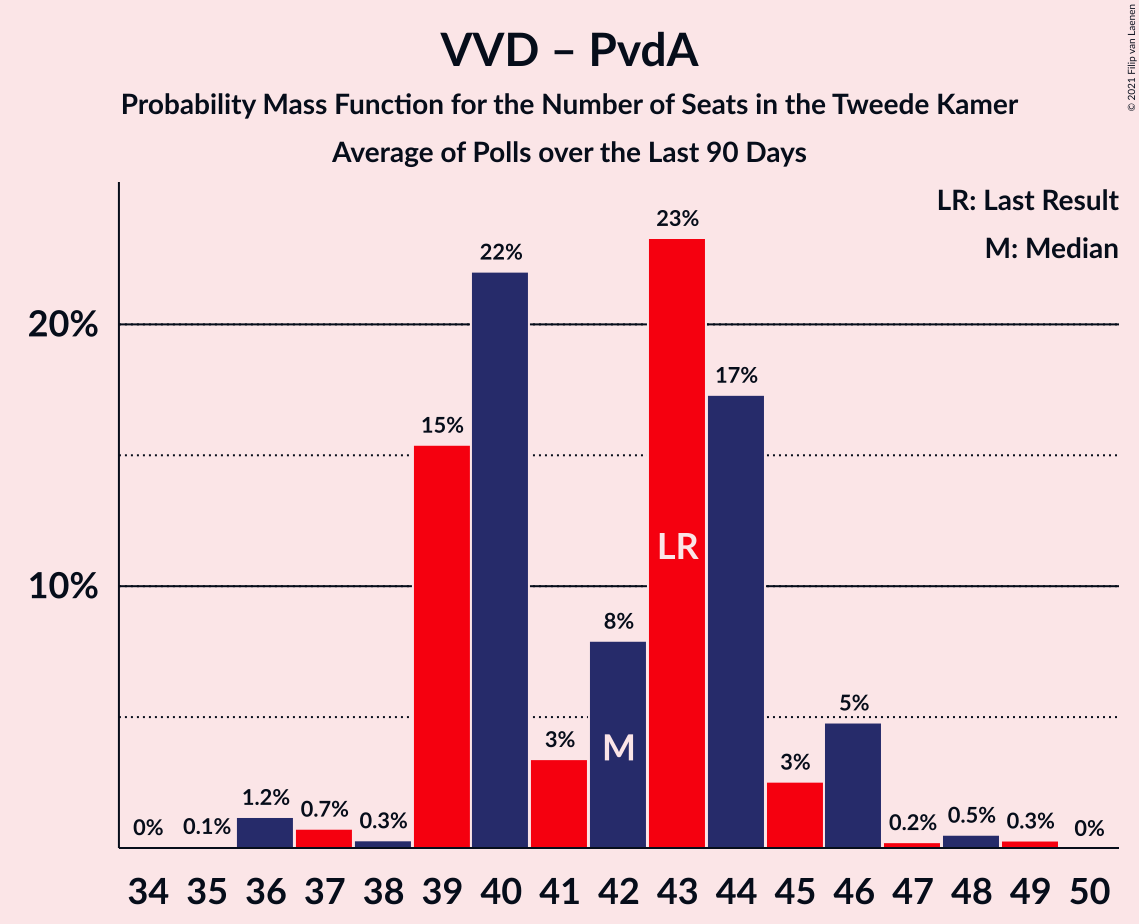 VVD – PvdA
Probability Mass Function for the Number of Seats in the Tweede Kamer
Average of Polls over the Last 90 Days
© 2021 Filip van Laenen
LR: Last Result
M: Median
20%
10%
0%
0.1%
1.2%
0.7%
0.3%
15%
22%
3%
8%
23%
17%
3%
5%
0.2%
0.5%
0.3%
0%
LR
M
34 35 36 37 38 39 40 41 42 43 44 45 46 47 48 49 50